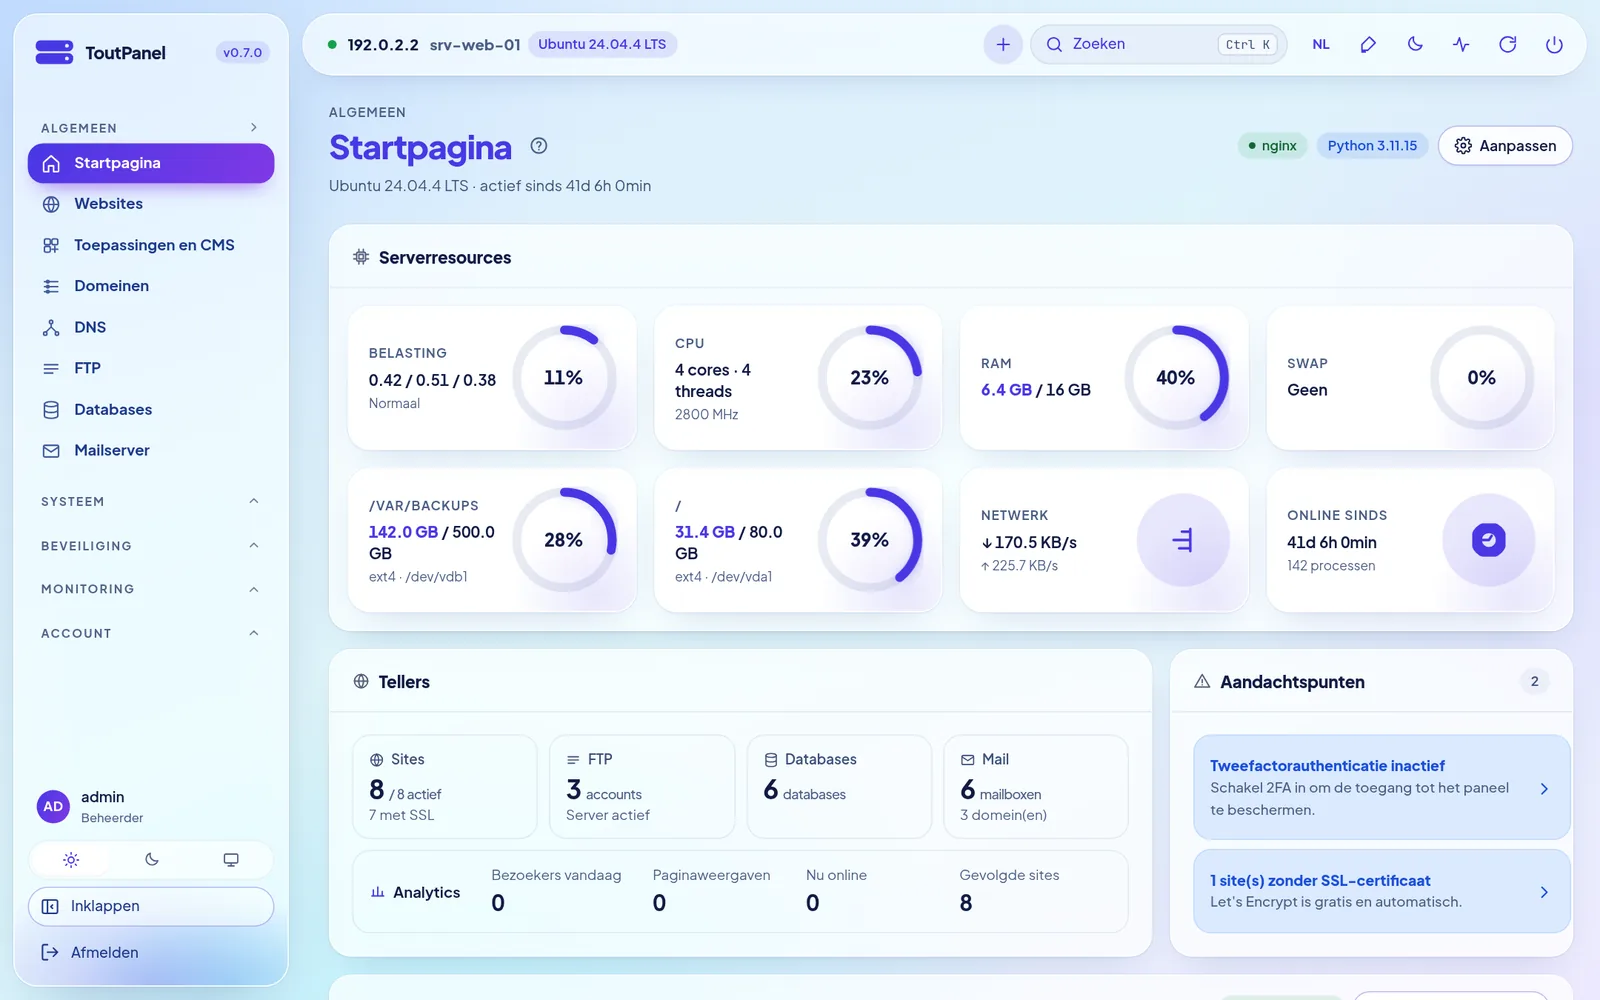 ToutPanel
v0.7.0
ALGEMEEN
Startpagina
Websites
Toepassingen en CMS
Domeinen
DNS
FTP
Databases
Mailserver
SYSTEEM
BEVEILIGING
MONITORING
ACCOUNT
AD
admin
Beheerder
Inklappen
Afmelden
192.0.2.2 srv-web-01 Ubuntu 24.04.4 LTS
Zoeken
Ctrl K
NL
ALGEMEEN
Startpagina
Ubuntu 24.04.4 LTS · actief sinds 41d 6h 0min
nginx
Python 3.11.15
Aanpassen
Serverresources
BELASTING
0.42 / 0.51 / 0.38
Normaal
11%
CPU
4 cores · 4
threads
2800 MHz
23%
RAM
6.4 GB / 16 GB
40%
SWAP
Geen
0%
/VAR/BACKUPS
142.0 GB / 500.0
GB
ext4 · /dev/vdb1
28%
/
31.4 GB / 80.0
GB
ext4 · /dev/vda1
39%
NETWERK
↓ 170.5 KB/s
↑ 225.7 KB/s
ONLINE SINDS
41d 6h 0min
142 processen
Tellers
Sites
8 / 8 actief
7 met SSL
FTP
3 accounts
Server actief
Databases
6 databases
Mail
6 mailboxen
3 domein(en)
Analytics
Bezoekers vandaag
0
Paginaweergaven
0
Nu online
0
Gevolgde sites
8
Aandachtspunten
2
Tweefactorauthenticatie inactief
Schakel 2FA in om de toegang tot het paneel
te beschermen.
1 site(s) zonder SSL-certificaat
Let's Encrypt is gratis en automatisch.